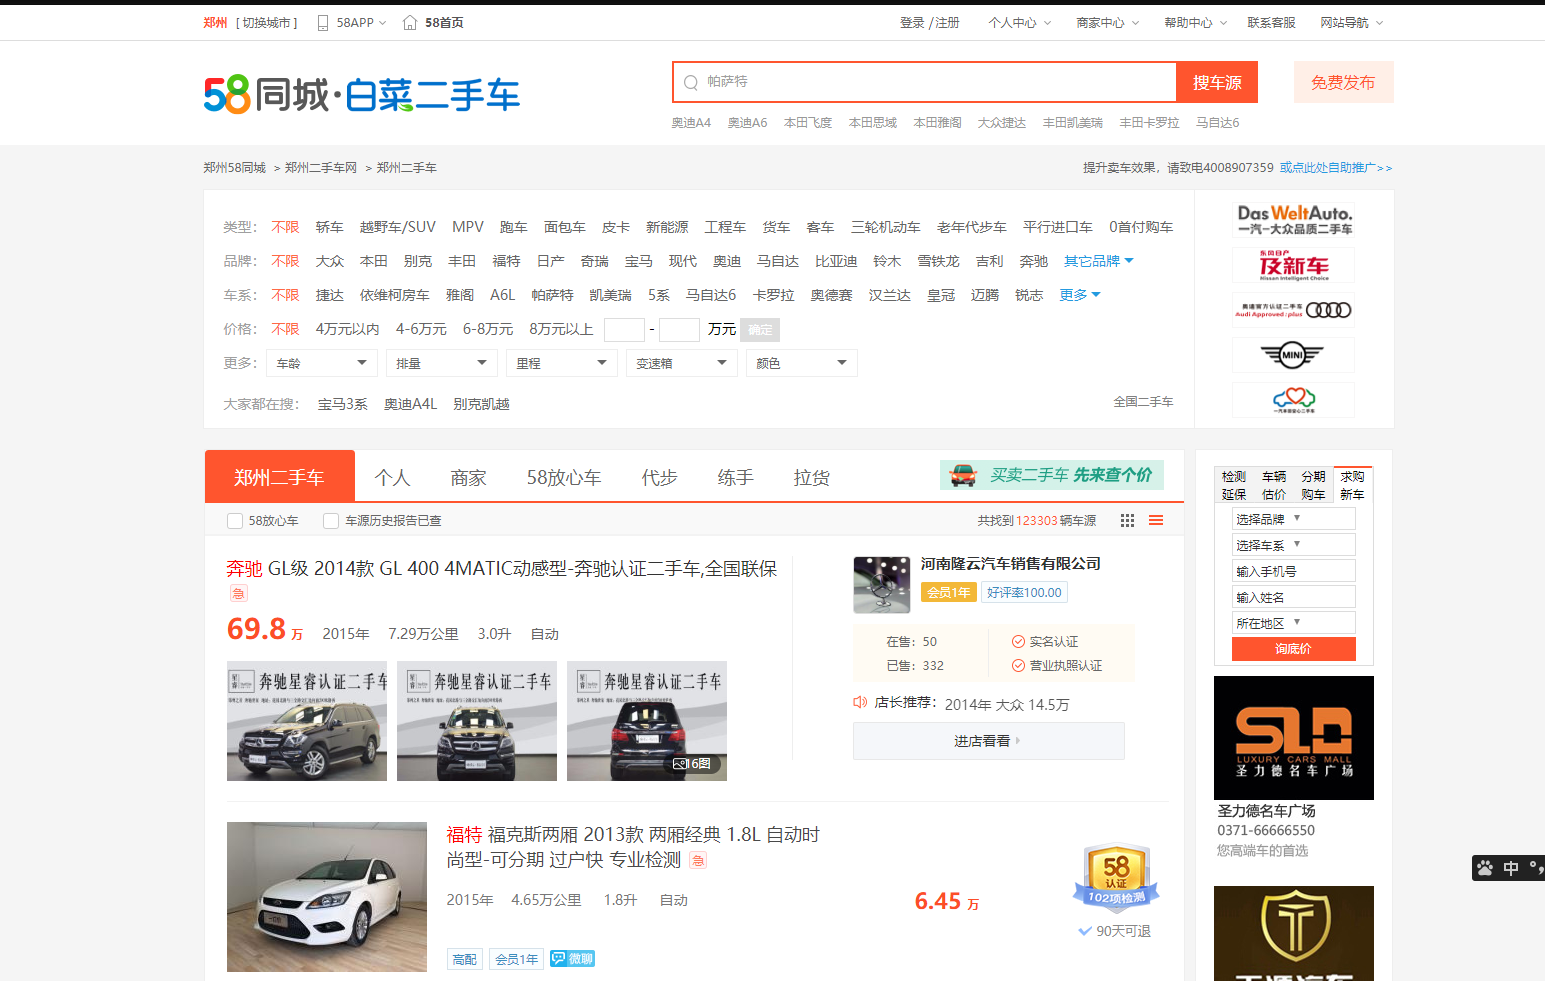 郑州 [ 切换城市 ] 58APP 58首页 登录 / 注册 个人中心 商家中心 帮助中心 联系客服 网站导航
58同城·白菜二手车 帕萨特 搜车源 免费发布
奥迪A4 奥迪A6 本田飞度 本田思域 本田雅阁 大众捷达 丰田凯美瑞 丰田卡罗拉 马自达6
郑州58同城 > 郑州二手车网 > 郑州二手车 提升卖车效果，请致电4008907359 或点此处自助推广>>
类型： 不限 轿车 越野车/SUV MPV 跑车 面包车 皮卡 新能源 工程车 货车 客车 三轮机动车 老年代步车 平行进口车 0首付购车
品牌： 不限 大众 本田 别克 丰田 福特 日产 奇瑞 宝马 现代 奥迪 马自达 比亚迪 铃木 雪铁龙 吉利 奔驰 其它品牌
车系： 不限 捷达 依维柯房车 雅阁 A6L 帕萨特 凯美瑞 5系 马自达6 卡罗拉 奥德赛 汉兰达 皇冠 迈腾 锐志 更多
价格： 不限 4万元以内 4-6万元 6-8万元 8万元以上 - 万元 确定
更多： 车龄 排量 里程 变速箱 颜色
大家都在搜： 宝马3系 奥迪A4L 别克凯越 全国二手车
Das WeltAuto.
一汽-大众品质二手车
东风日产
及新车
Nissan Intelligent Choice
奥迪官方认证二手车
Audi Approved :plus
MINI
郑州二手车 个人 商家 58放心车 代步 练手 拉货 买卖二手车 先来查个价
58放心车 车源历史报告已查 共找到123303辆车源
奔驰 GL级 2014款 GL 400 4MATIC动感型-奔驰认证二手车,全国联保
急
69.8 万 2015年 7.29万公里 3.0升 自动
星睿 奔驰星睿认证二手车
星睿 奔驰星睿认证二手车
星睿 奔驰星睿认证二手车
16图
河南隆云汽车销售有限公司
会员1年 好评率100.00
在售：50 实名认证
已售：332 营业执照认证
店长推荐： 2014年 大众 14.5万
进店看看
福特 福克斯两厢 2013款 两厢经典 1.8L 自动时
尚型-可分期 过户快 专业检测 急
2015年 4.65万公里 1.8升 自动
6.45 万
高配 会员1年 微聊
58
认证
102项检测
90天可退
检测 车辆 分期 求购
延保 估价 购车 新车
选择品牌
选择车系
输入手机号
输入姓名
所在地区
询底价
SLD
LUXURY CARS MALL
圣力德名车广场
圣力德名车广场
0371-66666550
您高端车的首选
中